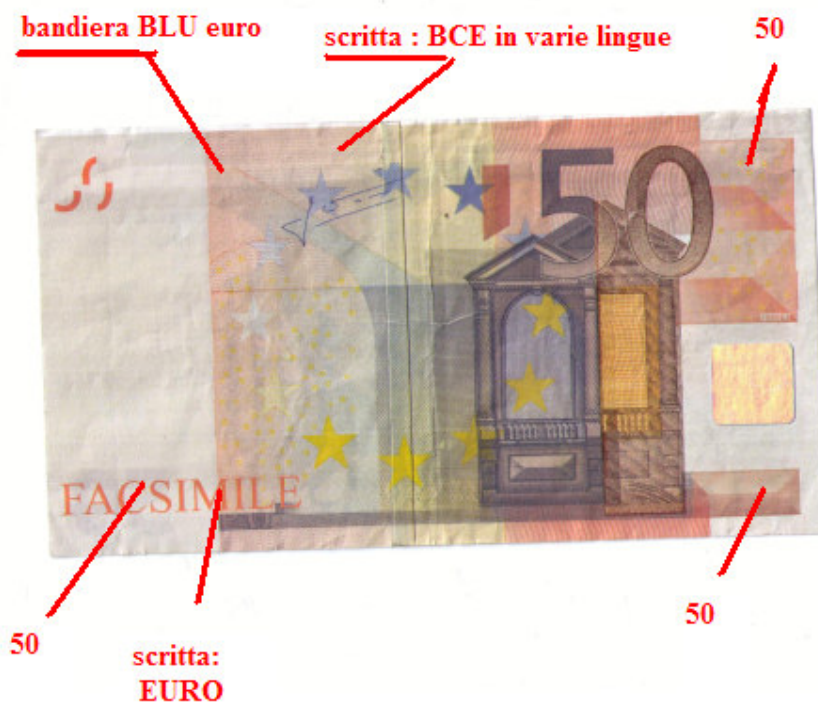 bandiera BLU euro
scritta : BCE in varie lingue
50
50
FACSIMILE
50
50
scritta:
EURO